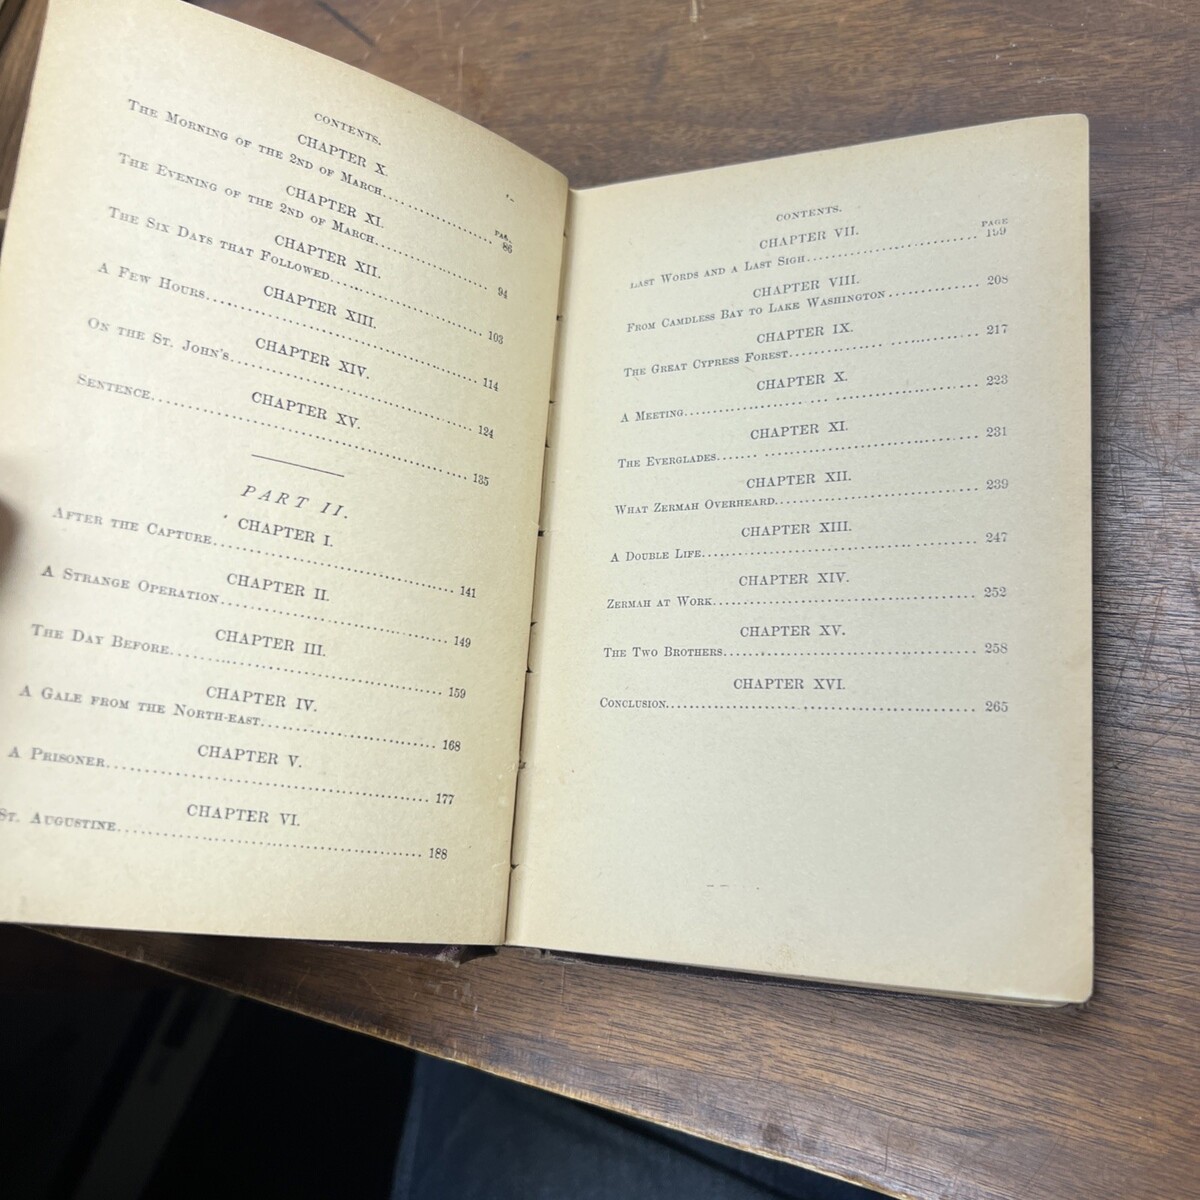 CONTENTS.
CHAPTER X.
PAG
The Morning of the 2nd of March........................ 86
CHAPTER XI.
The Evening of the 2nd of March........................ 94
CHAPTER XII.
The Six Days that Followed........................ 103
CHAPTER XIII.
A Few Hours........................ 114
CHAPTER XIV.
On the St. John's........................ 124
CHAPTER XV.
Sentence........................ 135
PART II.
CHAPTER I.
After the Capture........................ 141
CHAPTER II.
A Strange Operation........................ 149
CHAPTER III.
The Day Before........................ 159
CHAPTER IV.
A Gale from the North-east........................ 168
CHAPTER V.
A Prisoner........................ 177
CHAPTER VI.
St. Augustine........................ 188
CONTENTS.
CHAPTER VII.
PAGE
Last Words and a Last Sigh........................ 199
CHAPTER VIII.
From Camdless Bay to Lake Washington........................ 208
CHAPTER IX.
The Great Cypress Forest........................ 217
CHAPTER X.
A Meeting........................ 223
CHAPTER XI.
The Everglades........................ 231
CHAPTER XII.
What Zermah Overheard........................ 239
CHAPTER XIII.
A Double Life........................ 247
CHAPTER XIV.
Zermah at Work........................ 252
CHAPTER XV.
The Two Brothers........................ 258
CHAPTER XVI.
Conclusion........................ 265